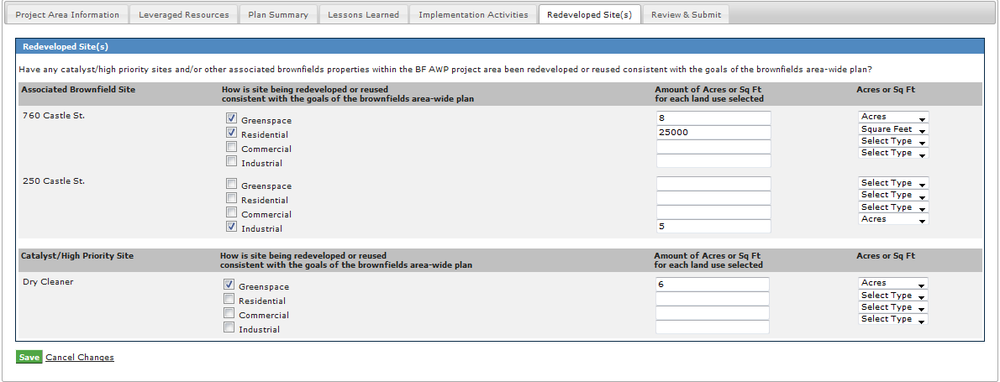 Project Area Information Leveraged Resources Plan Summary Lessons Learned Implementation Activities Redeveloped Site(s) Review & Submit
Redeveloped Site(s)
Have any catalyst/high priority sites and/or other associated brownfields properties within the BF AWP project area been redeveloped or reused consistent with the goals of the brownfields area-wide plan?
Associated Brownfield Site How is site being redeveloped or reused Amount of Acres or Sq Ft Acres or Sq Ft
consistent with the goals of the brownfields area-wide plan for each land use selected
760 Castle St. Greenspace 8 Acres
Residential 25000 Square Feet
Commercial Select Type
Industrial Select Type
250 Castle St. Greenspace Select Type
Residential Select Type
Commercial Select Type
Industrial 5 Acres
Catalyst/High Priority Site How is site being redeveloped or reused Amount of Acres or Sq Ft Acres or Sq Ft
consistent with the goals of the brownfields area-wide plan for each land use selected
Dry Cleaner Greenspace 6 Acres
Residential Select Type
Commercial Select Type
Industrial Select Type
Save Cancel Changes